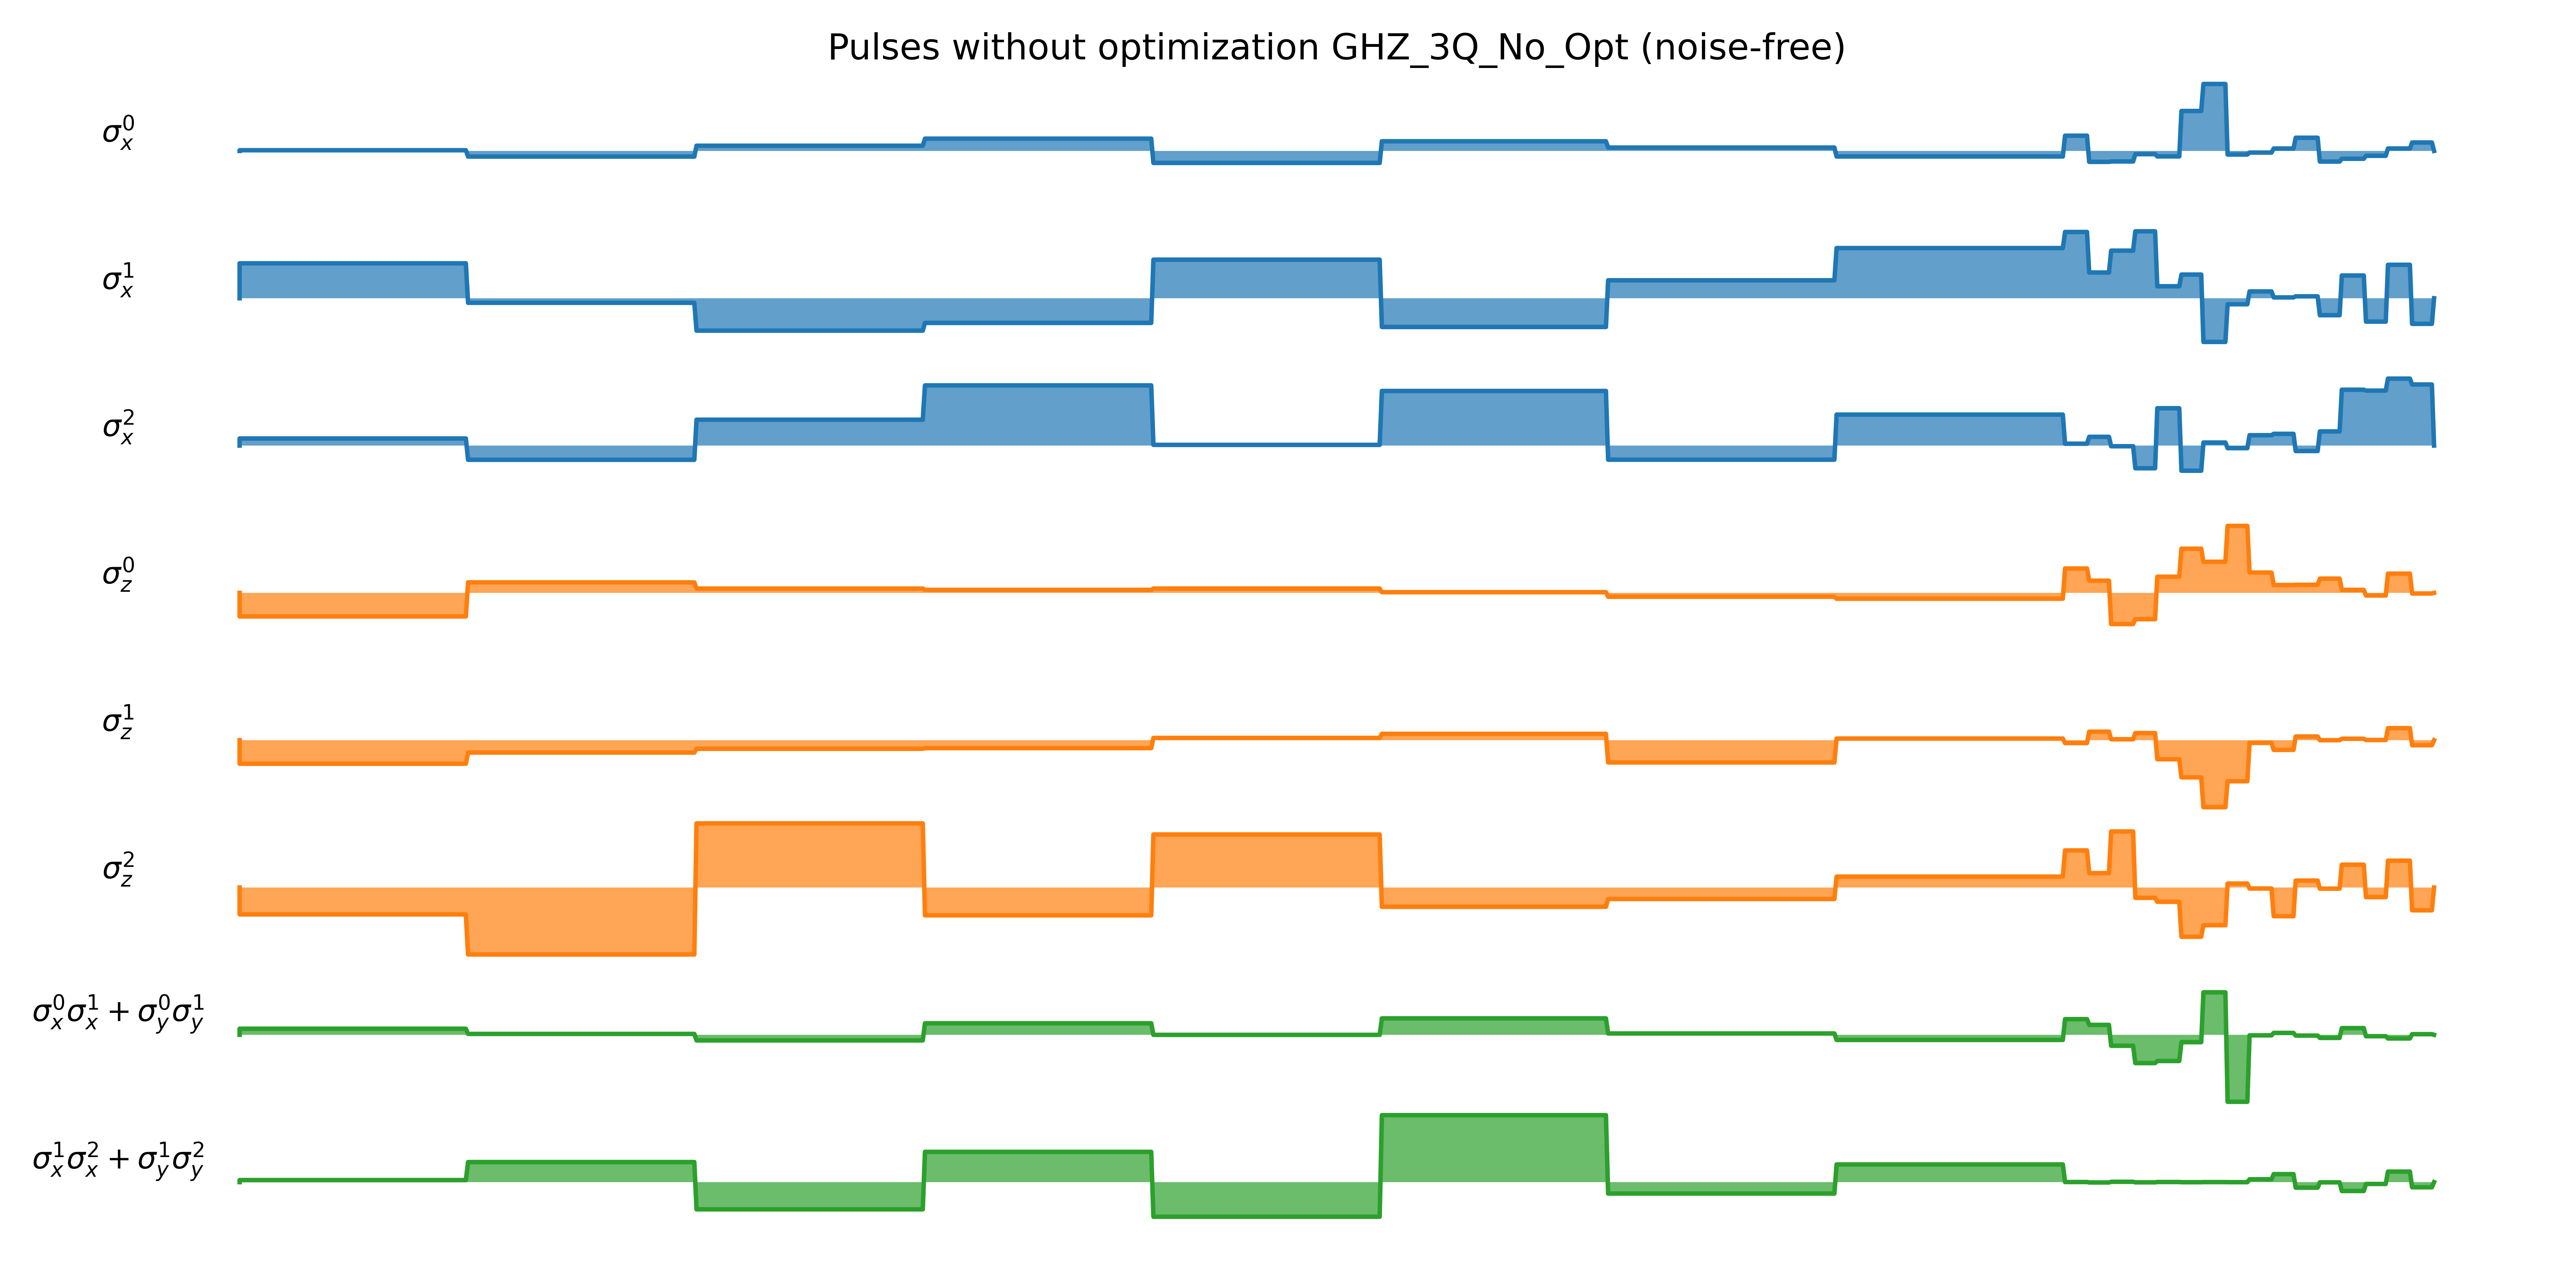 Pulses without optimization GHZ_3Q_No_Opt (noise-free)
σ_x^0
σ_x^1
σ_x^2
σ_z^0
σ_z^1
σ_z^2
σ_x^0σ_x^1 + σ_y^0σ_y^1
σ_x^1σ_x^2 + σ_y^1σ_y^2